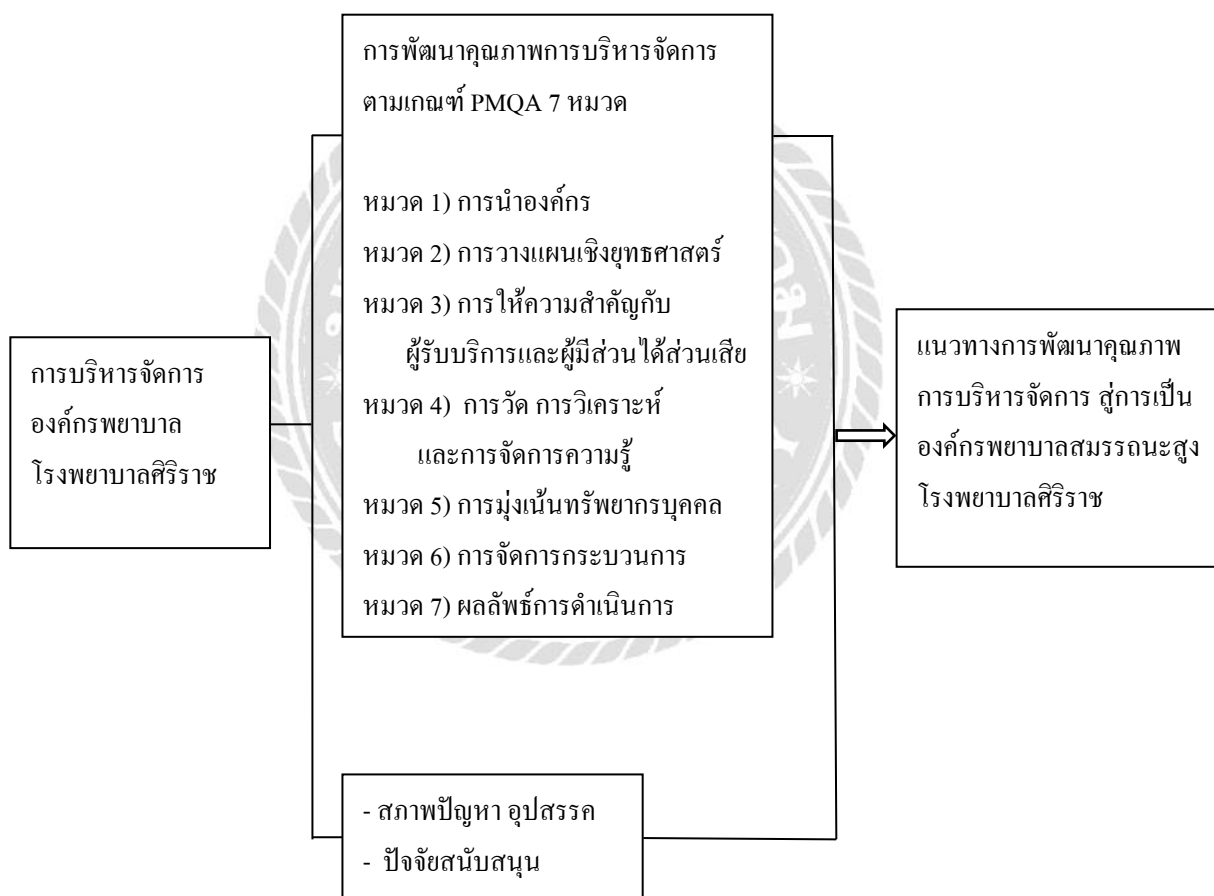 การบริหารจัดการ
องค์กรพยาบาล
โรงพยาบาลศิริราช
การพัฒนาคุณภาพการบริหารจัดการ
ตามเกณฑ์ PMQA 7 หมวด
หมวด 1) การนำองค์กร
หมวด 2) การวางแผนเชิงยุทธศาสตร์
หมวด 3) การให้ความสำคัญกับ
ผู้รับบริการและผู้มีส่วนได้ส่วนเสีย
หมวด 4) การวัด การวิเคราะห์
และการจัดการความรู้
หมวด 5) การมุ่งเน้นทรัพยากรบุคคล
หมวด 6) การจัดการกระบวนการ
หมวด 7) ผลลัพธ์การดำเนินการ
- สภาพปัญหา อุปสรรค
- ปัจจัยสนับสนุน
แนวทางการพัฒนาคุณภาพ
การบริหารจัดการ สู่การเป็น
องค์กรพยาบาลสมรรถนะสูง
โรงพยาบาลศิริราช